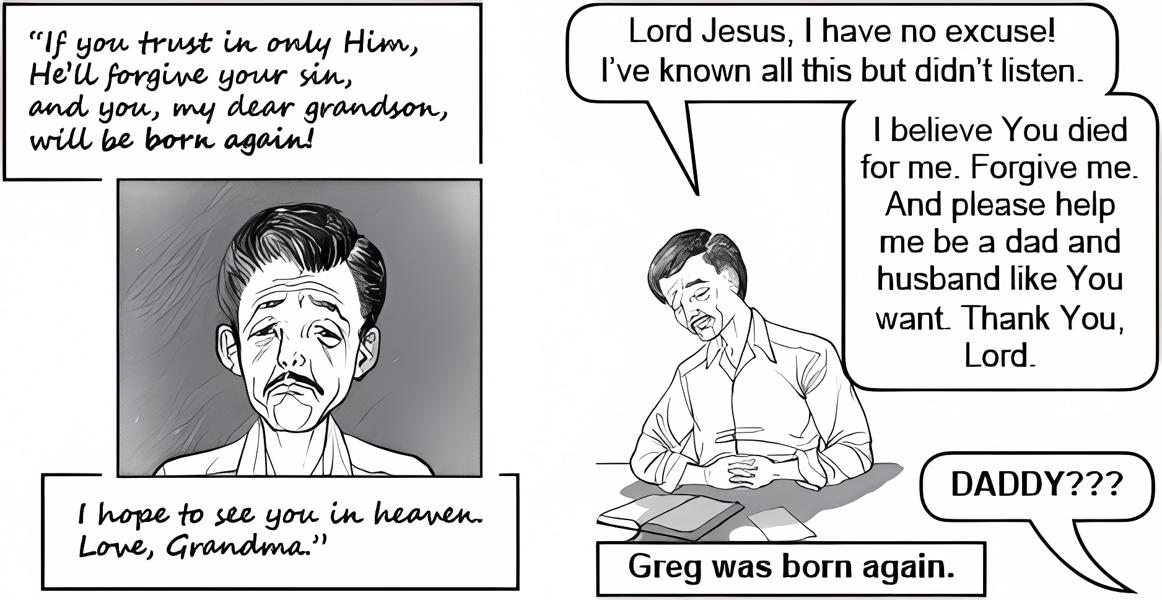 “If you trust in only Him,
He’ll forgive your sin,
and you, my dear grandson,
will be born again!
I hope to see you in heaven.
Love, Grandma.”
Lord Jesus, I have no excuse!
I’ve known all this but didn’t listen.
I believe You died
for me. Forgive me.
And please help
me be a dad and
husband like You
want. Thank You,
Lord.
DADDY???
Greg was born again.